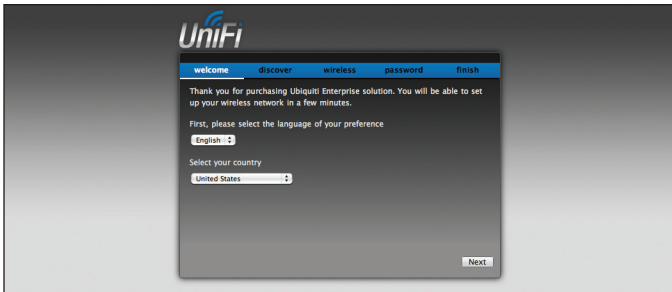 UniFi
welcome discover wireless password finish
Thank you for purchasing Ubiquiti Enterprise solution. You will be able to set
up your wireless network in a few minutes.
First, please select the language of your preference
English
Select your country
United States
Next